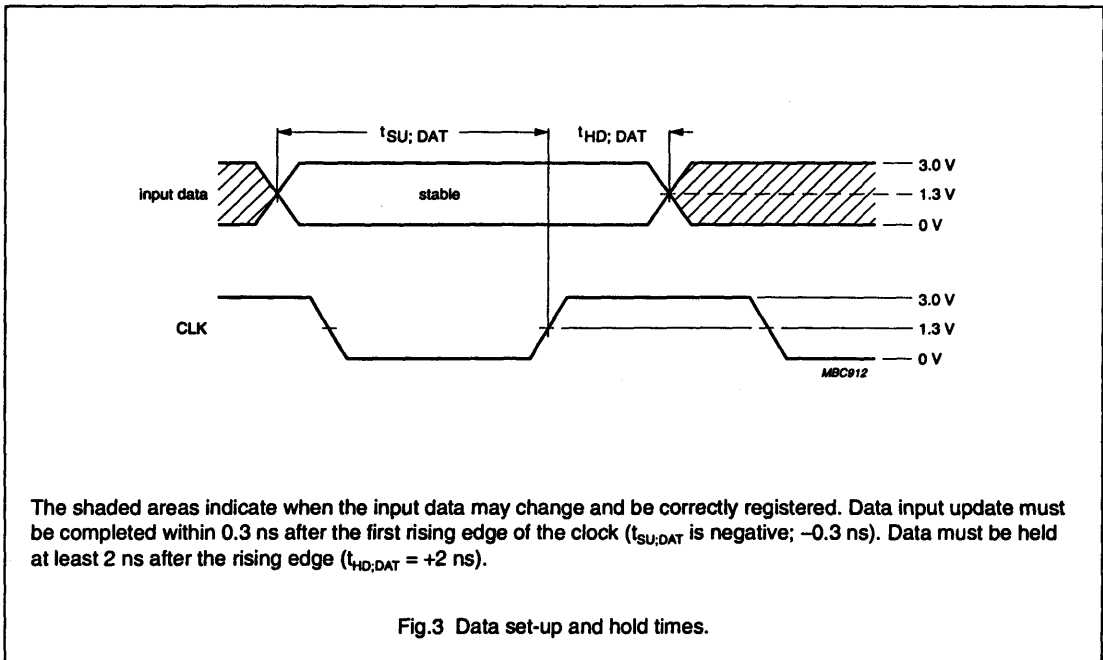 tSU; DAT
tHD; DAT
3.0 V
input data
stable
1.3 V
0 V
3.0 V
CLK
1.3 V
0 V
MBC912
The shaded areas indicate when the input data may change and be correctly registered. Data input update must
be completed within 0.3 ns after the first rising edge of the clock (tSU;DAT is negative; –0.3 ns). Data must be held
at least 2 ns after the rising edge (tHD;DAT = +2 ns).
Fig.3 Data set-up and hold times.